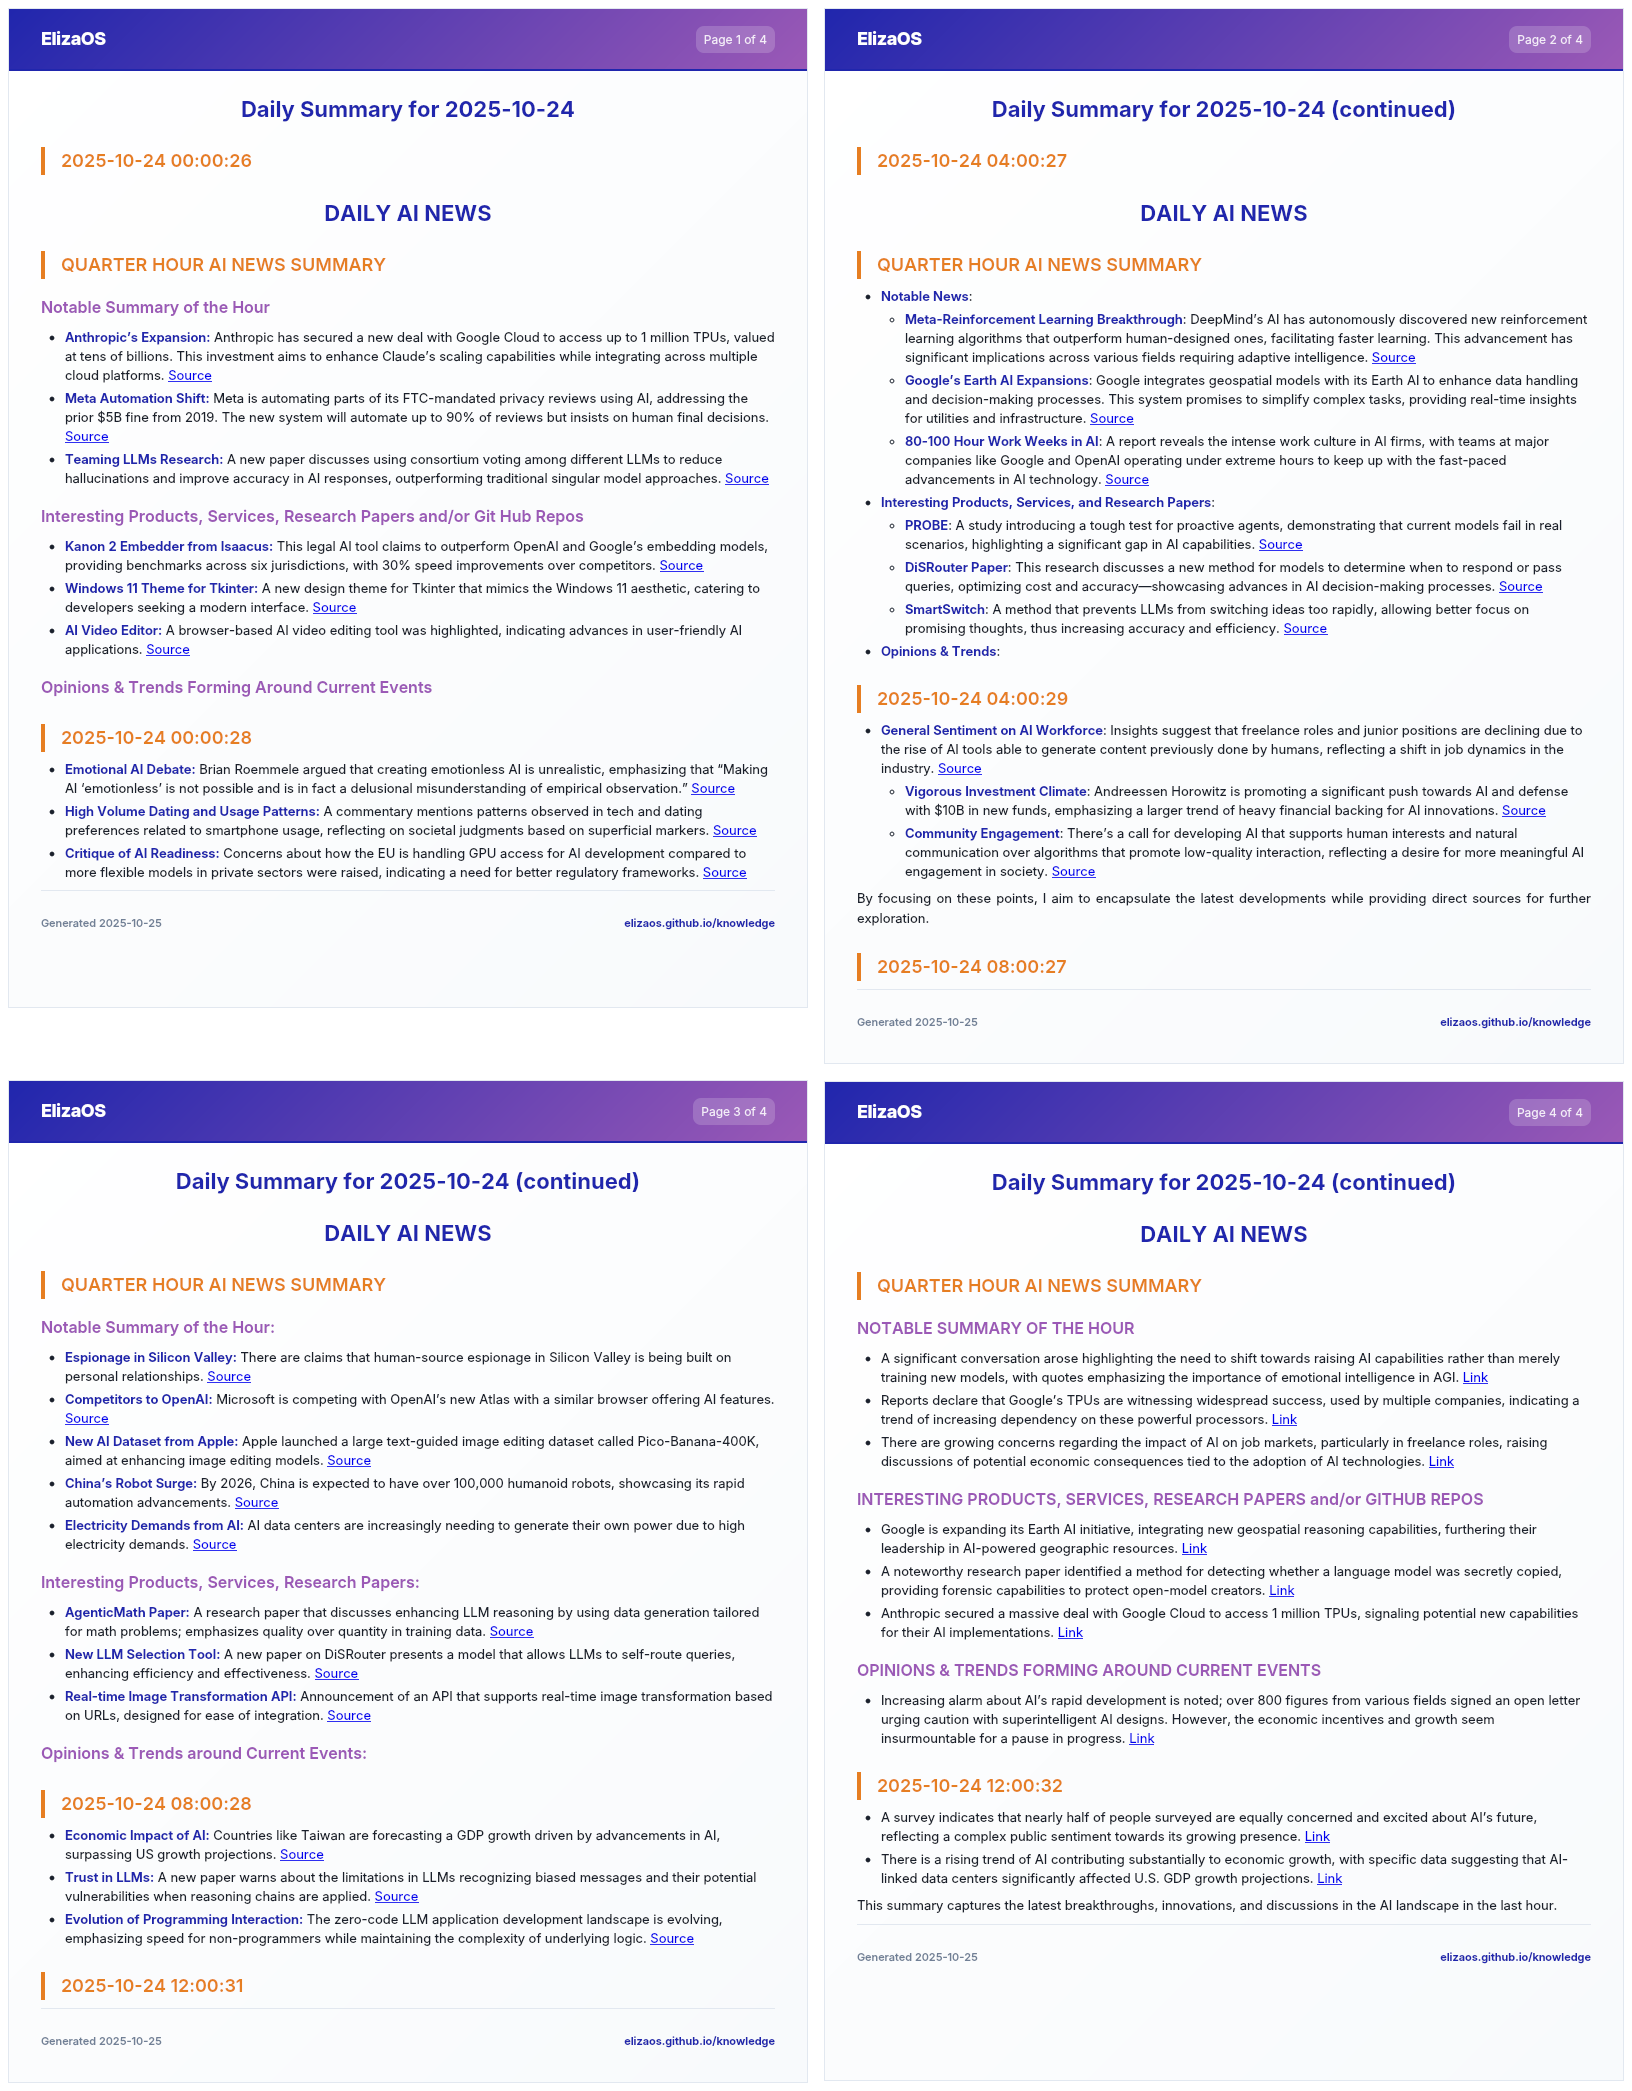 ElizaOS
Page 1 of 4
Daily Summary for 2025-10-24
2025-10-24 00:00:26
DAILY AI NEWS
QUARTER HOUR AI NEWS SUMMARY
Notable Summary of the Hour
• Anthropic’s Expansion: Anthropic has secured a new deal with Google Cloud to access up to 1 million TPUs, valued
at tens of billions. This investment aims to enhance Claude’s scaling capabilities while integrating across multiple
cloud platforms. Source
• Meta Automation Shift: Meta is automating parts of its FTC-mandated privacy reviews using AI, addressing the
prior $5B fine from 2019. The new system will automate up to 90% of reviews but insists on human final decisions.
Source
• Teaming LLMs Research: A new paper discusses using consortium voting among different LLMs to reduce
hallucinations and improve accuracy in AI responses, outperforming traditional singular model approaches. Source
Interesting Products, Services, Research Papers and/or Git Hub Repos
• Kanon 2 Embedder from Isaacus: This legal AI tool claims to outperform OpenAI and Google’s embedding models,
providing benchmarks across six jurisdictions, with 30% speed improvements over competitors. Source
• Windows 11 Theme for Tkinter: A new design theme for Tkinter that mimics the Windows 11 aesthetic, catering to
developers seeking a modern interface. Source
• AI Video Editor: A browser-based AI video editing tool was highlighted, indicating advances in user-friendly AI
applications. Source
Opinions & Trends Forming Around Current Events
2025-10-24 00:00:28
• Emotional AI Debate: Brian Roemmele argued that creating emotionless AI is unrealistic, emphasizing that “Making
AI ‘emotionless’ is not possible and is in fact a delusional misunderstanding of empirical observation.” Source
• High Volume Dating and Usage Patterns: A commentary mentions patterns observed in tech and dating
preferences related to smartphone usage, reflecting on societal judgments based on superficial markers. Source
• Critique of AI Readiness: Concerns about how the EU is handling GPU access for AI development compared to
more flexible models in private sectors were raised, indicating a need for better regulatory frameworks. Source
Generated 2025-10-25
elizaos.github.io/knowledge
ElizaOS
Page 2 of 4
Daily Summary for 2025-10-24 (continued)
2025-10-24 04:00:27
DAILY AI NEWS
QUARTER HOUR AI NEWS SUMMARY
• Notable News:
◦ Meta-Reinforcement Learning Breakthrough: DeepMind’s AI has autonomously discovered new reinforcement
learning algorithms that outperform human-designed ones, facilitating faster learning. This advancement has
significant implications across various fields requiring adaptive intelligence. Source
◦ Google’s Earth AI Expansions: Google integrates geospatial models with its Earth AI to enhance data handling
and decision-making processes. This system promises to simplify complex tasks, providing real-time insights
for utilities and infrastructure. Source
◦ 80-100 Hour Work Weeks in AI: A report reveals the intense work culture in AI firms, with teams at major
companies like Google and OpenAI operating under extreme hours to keep up with the fast-paced
advancements in AI technology. Source
• Interesting Products, Services, and Research Papers:
◦ PROBE: A study introducing a tough test for proactive agents, demonstrating that current models fail in real
scenarios, highlighting a significant gap in AI capabilities. Source
◦ DiSRouter Paper: This research discusses a new method for models to determine when to respond or pass
queries, optimizing cost and accuracy—showcasing advances in AI decision-making processes. Source
◦ SmartSwitch: A method that prevents LLMs from switching ideas too rapidly, allowing better focus on
promising thoughts, thus increasing accuracy and efficiency. Source
• Opinions & Trends:
2025-10-24 04:00:29
• General Sentiment on AI Workforce: Insights suggest that freelance roles and junior positions are declining due to
the rise of AI tools able to generate content previously done by humans, reflecting a shift in job dynamics in the
industry. Source
◦ Vigorous Investment Climate: Andreessen Horowitz is promoting a significant push towards AI and defense
with $10B in new funds, emphasizing a larger trend of heavy financial backing for AI innovations. Source
◦ Community Engagement: There’s a call for developing AI that supports human interests and natural
communication over algorithms that promote low-quality interaction, reflecting a desire for more meaningful AI
engagement in society. Source
By focusing on these points, I aim to encapsulate the latest developments while providing direct sources for further
exploration.
2025-10-24 08:00:27
Generated 2025-10-25
elizaos.github.io/knowledge
ElizaOS
Page 3 of 4
Daily Summary for 2025-10-24 (continued)
DAILY AI NEWS
QUARTER HOUR AI NEWS SUMMARY
Notable Summary of the Hour:
• Espionage in Silicon Valley: There are claims that human-source espionage in Silicon Valley is being built on
personal relationships. Source
• Competitors to OpenAI: Microsoft is competing with OpenAI’s new Atlas with a similar browser offering AI features.
Source
• New AI Dataset from Apple: Apple launched a large text-guided image editing dataset called Pico-Banana-400K,
aimed at enhancing image editing models. Source
• China’s Robot Surge: By 2026, China is expected to have over 100,000 humanoid robots, showcasing its rapid
automation advancements. Source
• Electricity Demands from AI: AI data centers are increasingly needing to generate their own power due to high
electricity demands. Source
Interesting Products, Services, Research Papers:
• AgenticMath Paper: A research paper that discusses enhancing LLM reasoning by using data generation tailored
for math problems; emphasizes quality over quantity in training data. Source
• New LLM Selection Tool: A new paper on DiSRouter presents a model that allows LLMs to self-route queries,
enhancing efficiency and effectiveness. Source
• Real-time Image Transformation API: Announcement of an API that supports real-time image transformation based
on URLs, designed for ease of integration. Source
Opinions & Trends around Current Events:
2025-10-24 08:00:28
• Economic Impact of AI: Countries like Taiwan are forecasting a GDP growth driven by advancements in AI,
surpassing US growth projections. Source
• Trust in LLMs: A new paper warns about the limitations in LLMs recognizing biased messages and their potential
vulnerabilities when reasoning chains are applied. Source
• Evolution of Programming Interaction: The zero-code LLM application development landscape is evolving,
emphasizing speed for non-programmers while maintaining the complexity of underlying logic. Source
2025-10-24 12:00:31
Generated 2025-10-25
elizaos.github.io/knowledge
ElizaOS
Page 4 of 4
Daily Summary for 2025-10-24 (continued)
DAILY AI NEWS
QUARTER HOUR AI NEWS SUMMARY
NOTABLE SUMMARY OF THE HOUR
• A significant conversation arose highlighting the need to shift towards raising AI capabilities rather than merely
training new models, with quotes emphasizing the importance of emotional intelligence in AGI. Link
• Reports declare that Google’s TPUs are witnessing widespread success, used by multiple companies, indicating a
trend of increasing dependency on these powerful processors. Link
• There are growing concerns regarding the impact of AI on job markets, particularly in freelance roles, raising
discussions of potential economic consequences tied to the adoption of AI technologies. Link
INTERESTING PRODUCTS, SERVICES, RESEARCH PAPERS and/or GITHUB REPOS
• Google is expanding its Earth AI initiative, integrating new geospatial reasoning capabilities, furthering their
leadership in AI-powered geographic resources. Link
• A noteworthy research paper identified a method for detecting whether a language model was secretly copied,
providing forensic capabilities to protect open-model creators. Link
• Anthropic secured a massive deal with Google Cloud to access 1 million TPUs, signaling potential new capabilities
for their AI implementations. Link
OPINIONS & TRENDS FORMING AROUND CURRENT EVENTS
• Increasing alarm about AI’s rapid development is noted; over 800 figures from various fields signed an open letter
urging caution with superintelligent AI designs. However, the economic incentives and growth seem
insurmountable for a pause in progress. Link
2025-10-24 12:00:32
• A survey indicates that nearly half of people surveyed are equally concerned and excited about AI’s future,
reflecting a complex public sentiment towards its growing presence. Link
• There is a rising trend of AI contributing substantially to economic growth, with specific data suggesting that AI-
linked data centers significantly affected U.S. GDP growth projections. Link
This summary captures the latest breakthroughs, innovations, and discussions in the AI landscape in the last hour.
Generated 2025-10-25
elizaos.github.io/knowledge